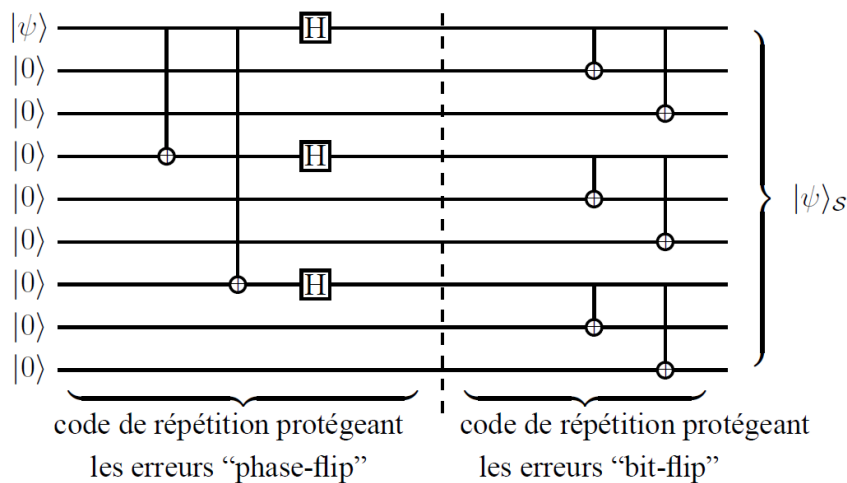 |ψ⟩
H
|0⟩
|0⟩
|0⟩
H
|0⟩
|ψ⟩𝒮
|0⟩
|0⟩
H
|0⟩
|0⟩
code de répétition protégeant
les erreurs “phase-flip”
code de répétition protégeant
les erreurs “bit-flip”